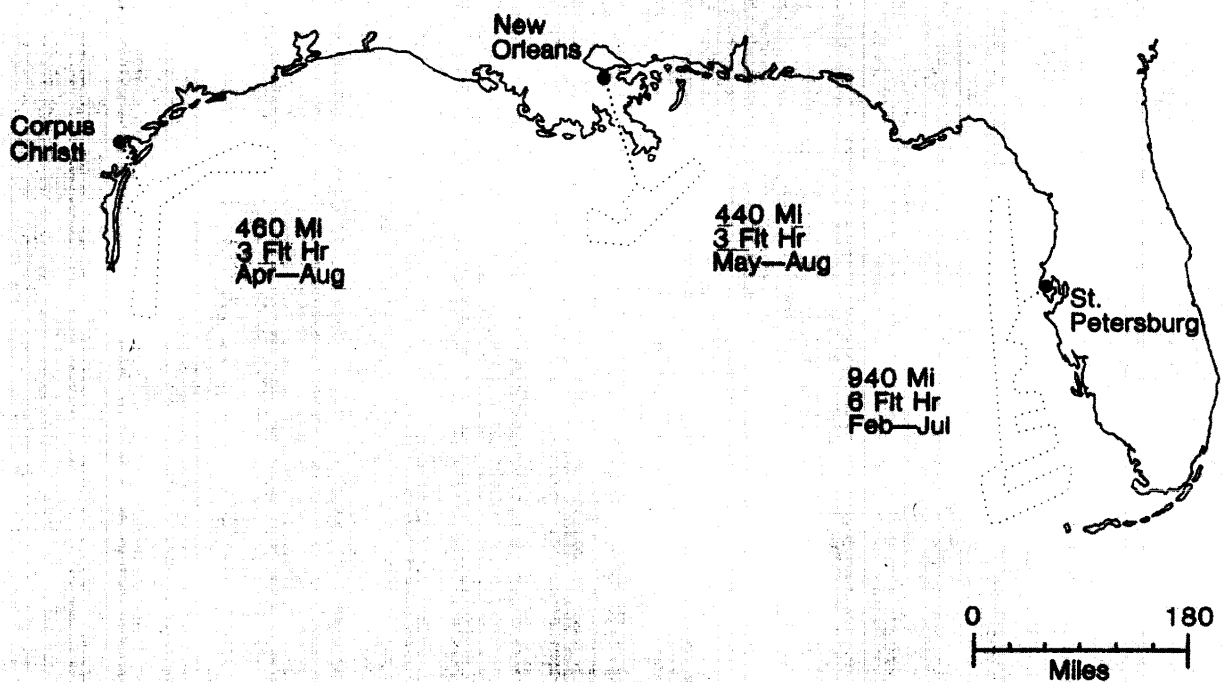 New
Orleans
Corpus
Christi
460 Mi
3 Flt Hr
Apr—Aug
440 Mi
3 Flt Hr
May—Aug
St.
Petersburg
940 Mi
6 Flt Hr
Feb—Jul
0 180
Miles